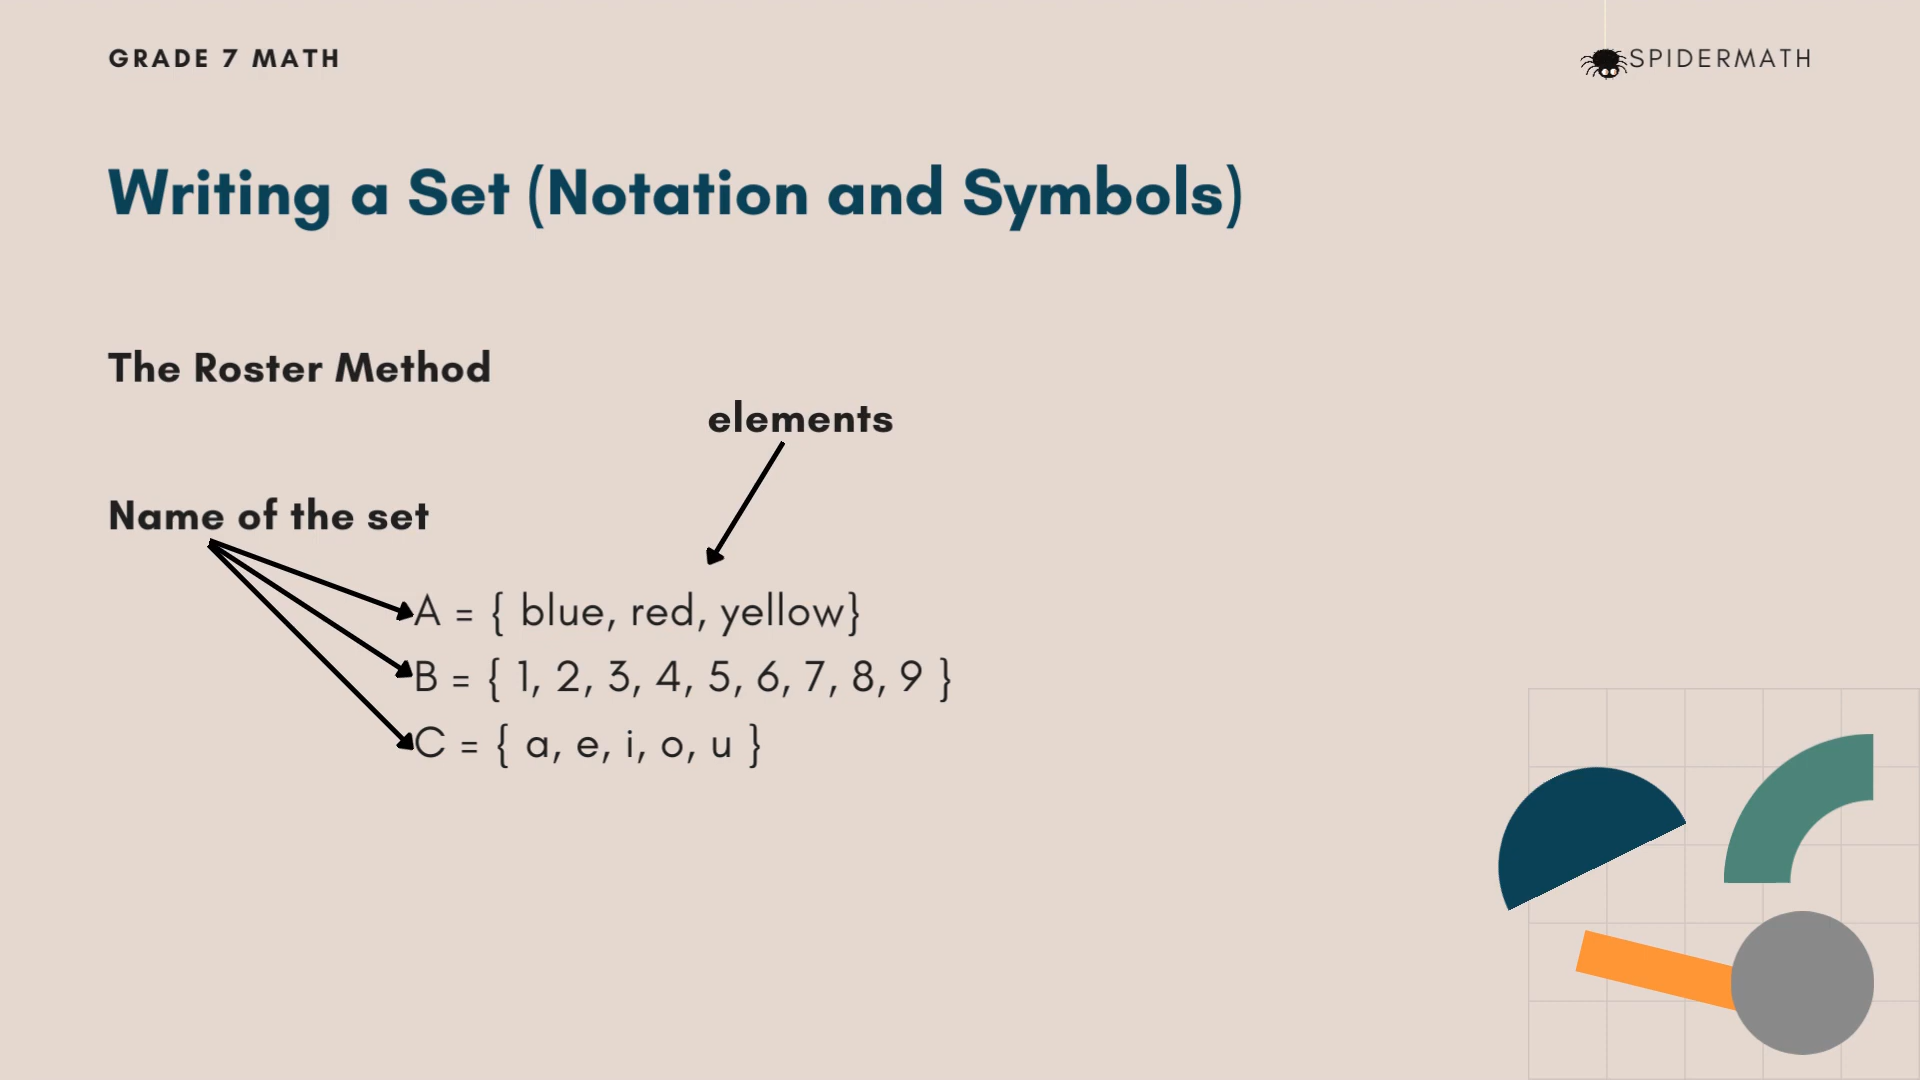 GRADE 7 MATH
SPIDERMATH
Writing a Set (Notation and Symbols)
The Roster Method
elements
Name of the set
A = { blue, red, yellow}
B = { 1, 2, 3, 4, 5, 6, 7, 8, 9 }
C = { a, e, i, o, u }